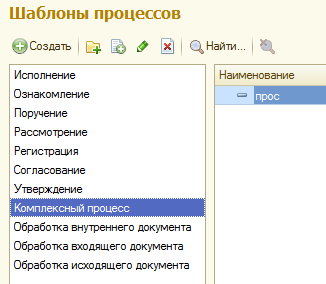 Шаблоны процессов
Создать Найти...
Исполнение
Ознакомление
Поручение
Рассмотрение
Регистрация
Согласование
Утверждение
Комплексный процесс
Обработка внутреннего документа
Обработка входящего документа
Обработка исходящего документа
Наименование
прос